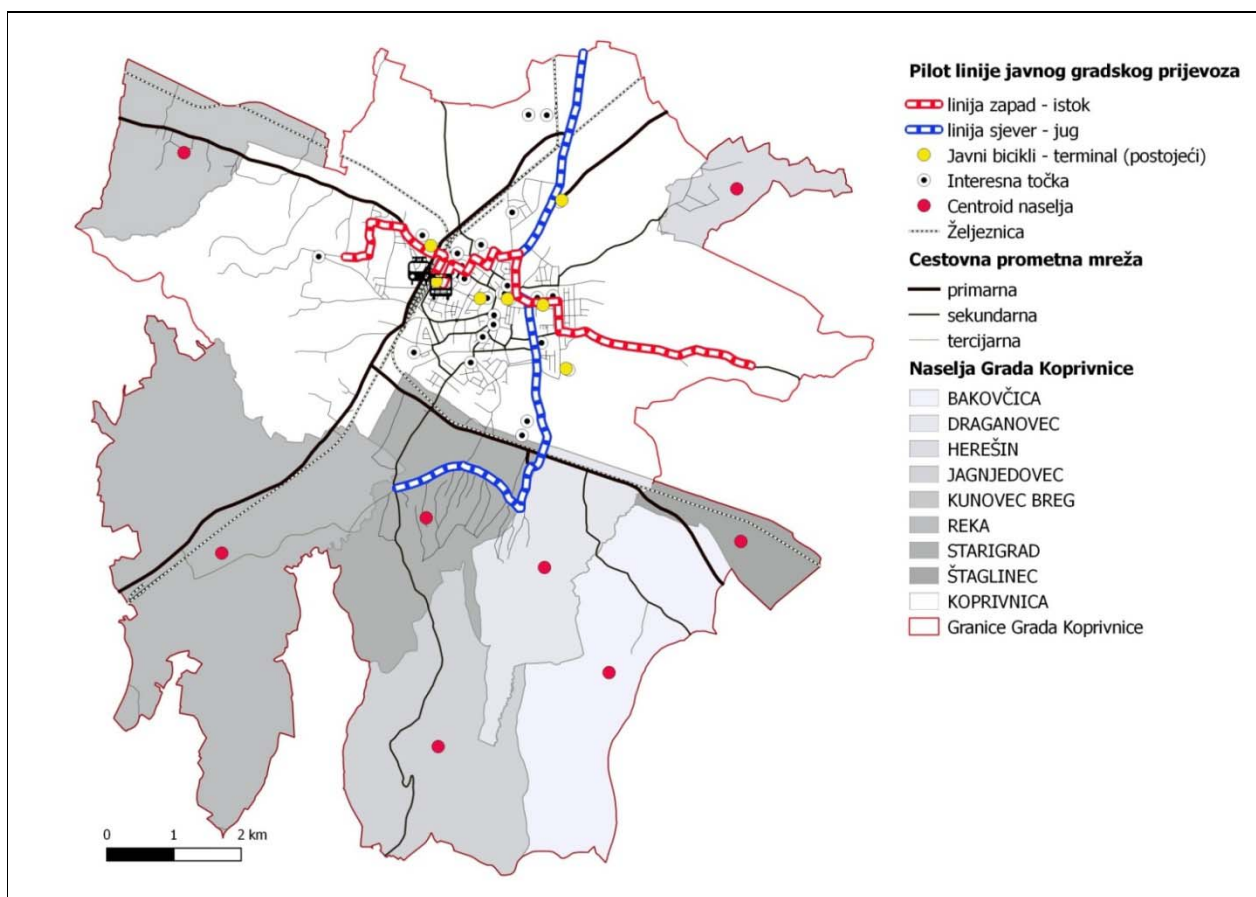 Pilot linije javnog gradskog prijevoza
linija zapad - istok
linija sjever - jug
Javni bicikli - terminal (postojeći)
Interesna točka
Centroid naselja
Željeznica
Cestovna prometna mreža
primarna
sekundarna
tercijarna
Naselja Grada Koprivnice
BAKOVČICA
DRAGANOVEC
HEREŠIN
JAGNJEDOVEC
KUNOVEC BREG
REKA
STARIGRAD
ŠTAGLINEC
KOPRIVNICA
Granice Grada Koprivnice
0 1 2 km